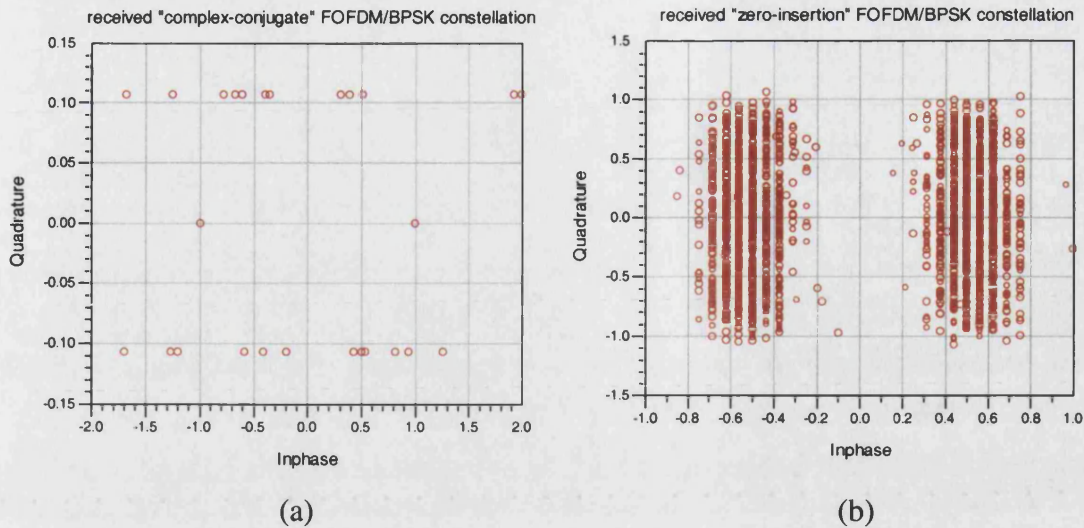 received "complex-conjugate" FOFDM/BPSK constellation
0.15
0.10
0.05
0.00
-0.05
-0.10
-0.15
Quadrature
-2.0 -1.5 -1.0 -0.5 0.0 0.5 1.0 1.5 2.0
Inphase
(a)
received "zero-insertion" FOFDM/BPSK constellation
1.5
1.0
0.5
0.0
-0.5
-1.0
-1.5
Quadrature
-1.0 -0.8 -0.6 -0.4 -0.2 0.0 0.2 0.4 0.6 0.8 1.0
Inphase
(b)